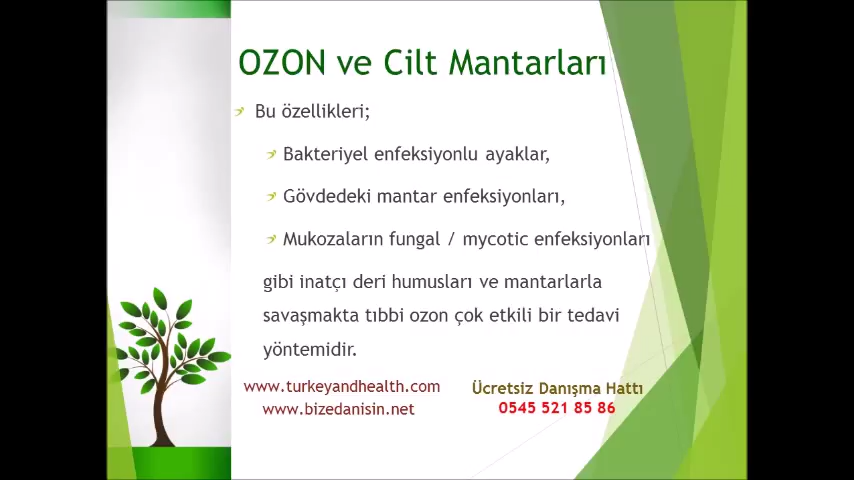 OZON ve Cilt Mantarları
Bu özellikleri;
Bakteriyel enfeksiyonlu ayaklar,
Gövdedeki mantar enfeksiyonları,
Mukozaların fungal / mycotic enfeksiyonları
gibi inatçı deri humusları ve mantarlarla
savaşmakta tıbbi ozon çok etkili bir tedavi
yöntemidir.
www.turkeyandhealth.com
www.bizedanisin.net
Ücretsiz Danışma Hattı
0545 521 85 86